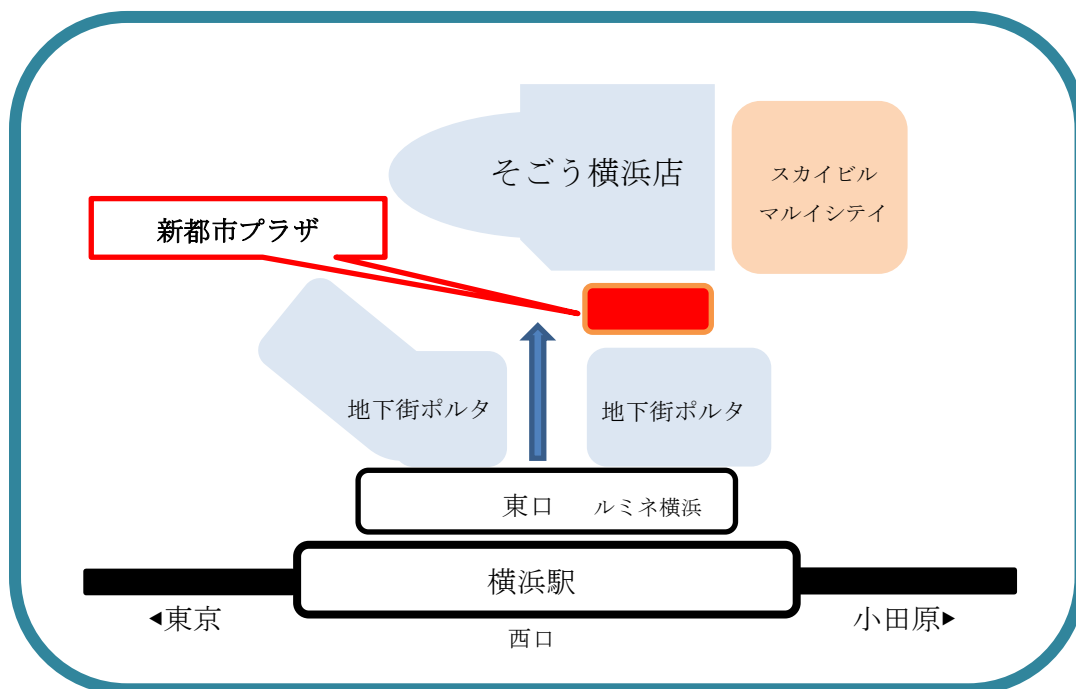 そごう横浜店
スカイビル
マルイシテイ
新都市プラザ
地下街ポルタ
地下街ポルタ
東口 ルミネ横浜
横浜駅
◀東京
小田原▶
西口